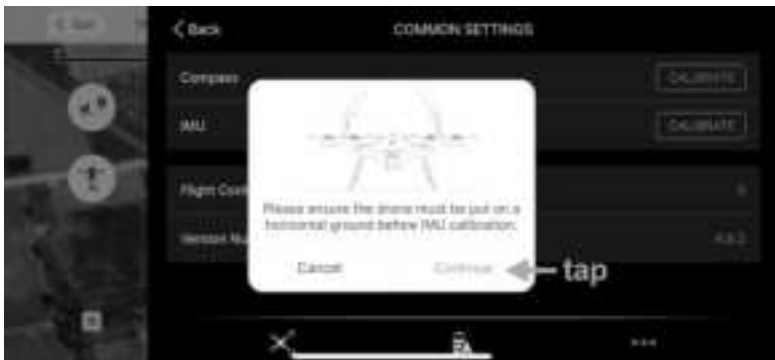 Back
COMMON SETTINGS
Compass
CALIBRATE
IMU
CALIBRATE
Flight
Please ensure the drone must be put on a
horizontal ground before IMU calibration.
Cancel
Continue
tap